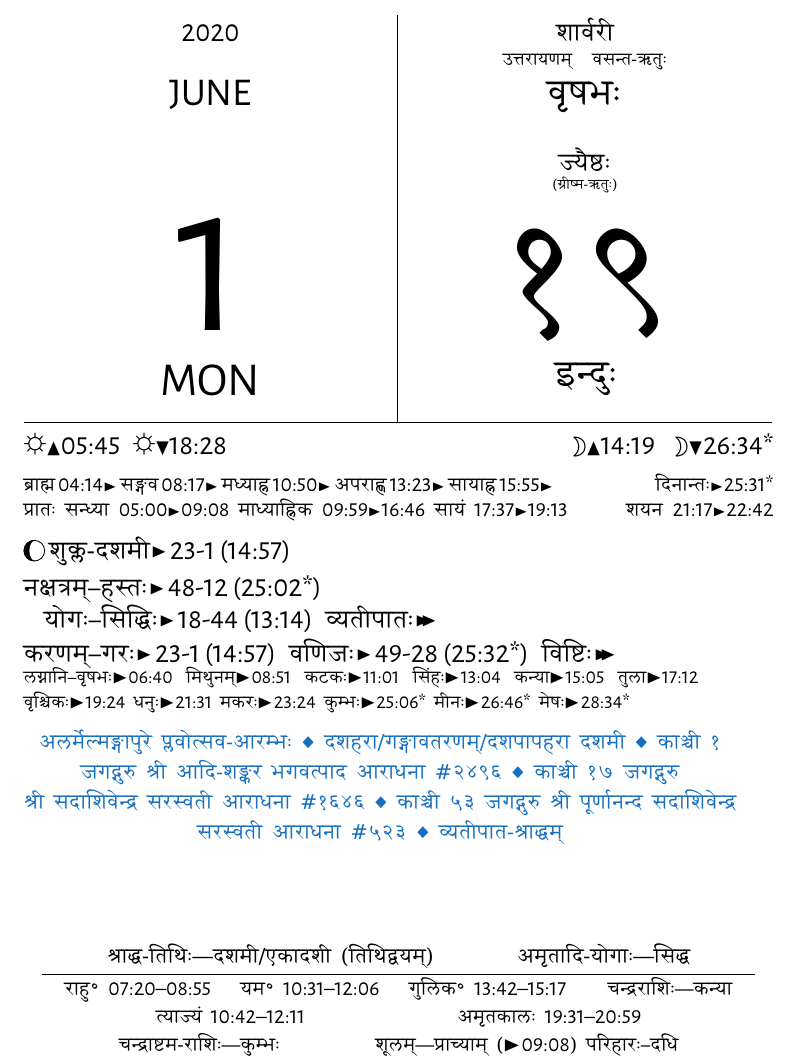 2020
JUNE
1
MON
शार्वरी
उत्तरायणम् वसन्त-ऋतुः
वृषभः
ज्यैष्ठः
(ग्रीष्म-ऋतुः)
१९
इन्दुः
☼▲05:45 ☼▼18:28 ☽▲14:19 ☽▼26:34*
ब्राह्म 04:14► सङ्गव 08:17► मध्याह्न 10:50► अपराह्ण 13:23► सायाह्न 15:55► दिनान्तः►25:31*
प्रातः सन्ध्या 05:00►09:08 माध्याह्निक 09:59►16:46 सायं 17:37►19:13 शयन 21:17►22:42
शुक्ल-दशमी►23-1 (14:57)
नक्षत्रम्–हस्तः►48-12 (25:02*)
योगः–सिद्धिः►18-44 (13:14) व्यतीपातः►►
करणम्–गरः►23-1 (14:57) वणिजः►49-28 (25:32*) विष्टिः►►
लग्नानि–वृषभः►06:40 मिथुनम्►08:51 कटकः►11:01 सिंहः►13:04 कन्या►15:05 तुला►17:12
वृश्चिकः►19:24 धनुः►21:31 मकरः►23:24 कुम्भः►25:06* मीनः►26:46* मेषः►28:34*
अलर्मेल्मङ्गापुरे प्लवोत्सव-आरम्भः ◆ दशहरा/गङ्गावतरणम्/दशपापहरा दशमी ◆ काञ्ची १
जगद्गुरु श्री आदि-शङ्कर भगवत्पाद आराधना #२४९६ ◆ काञ्ची १७ जगद्गुरु
श्री सदाशिवेन्द्र सरस्वती आराधना #१६४६ ◆ काञ्ची ५३ जगद्गुरु श्री पूर्णानन्द सदाशिवेन्द्र
सरस्वती आराधना #५२३ ◆ व्यतीपात-श्राद्धम्
श्राद्ध-तिथिः—दशमी/एकादशी (तिथिद्वयम्) अमृतादि-योगाः—सिद्ध
राहु° 07:20–08:55 यम° 10:31–12:06 गुलिक° 13:42–15:17 चन्द्रराशिः—कन्या
त्याज्यं 10:42–12:11 अमृतकालः 19:31–20:59
चन्द्राष्टम-राशिः—कुम्भः शूलम्—प्राच्याम् (►09:08) परिहारः–दधि